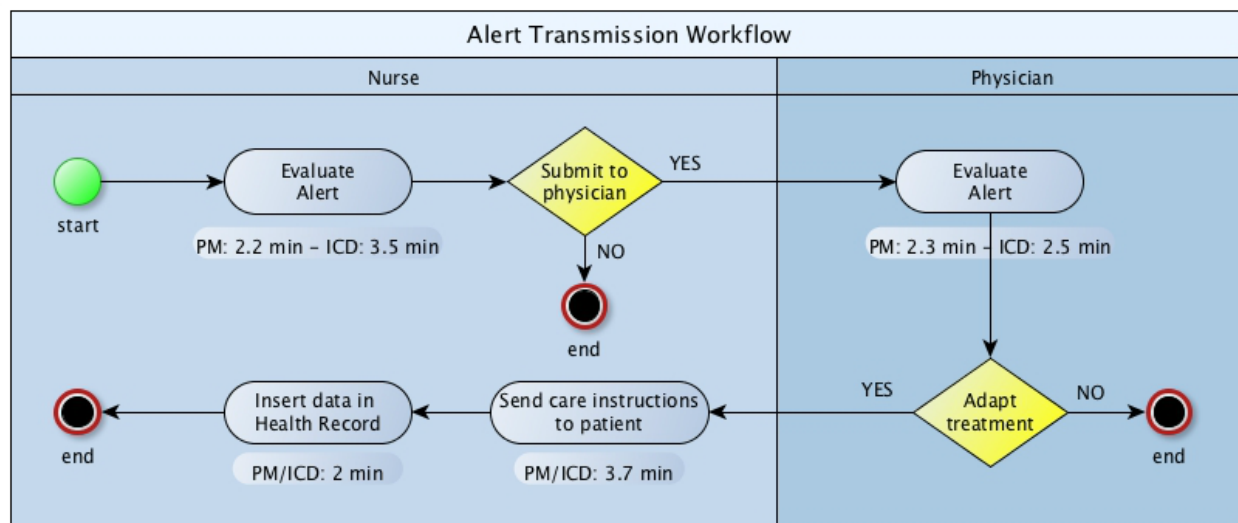 Alert Transmission Workflow
Nurse
Physician
Evaluate
Alert
Submit to
physician
YES
Evaluate
Alert
start
PM: 2.2 min – ICD: 3.5 min
NO
PM: 2.3 min – ICD: 2.5 min
end
Insert data in
Health Record
Send care instructions
to patient
YES
Adapt
treatment
NO
end
PM/ICD: 2 min
PM/ICD: 3.7 min
end